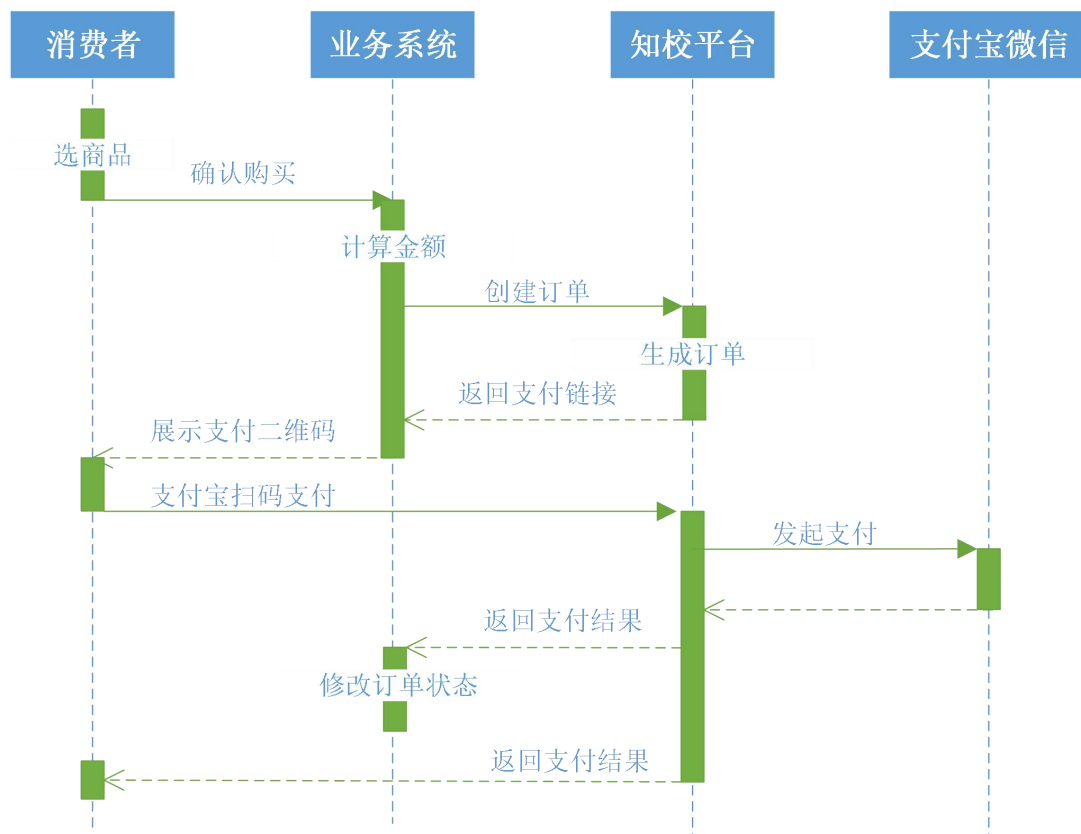 消费者
业务系统
知校平台
支付宝微信
选商品
确认购买
计算金额
创建订单
生成订单
返回支付链接
展示支付二维码
支付宝扫码支付
发起支付
返回支付结果
修改订单状态
返回支付结果